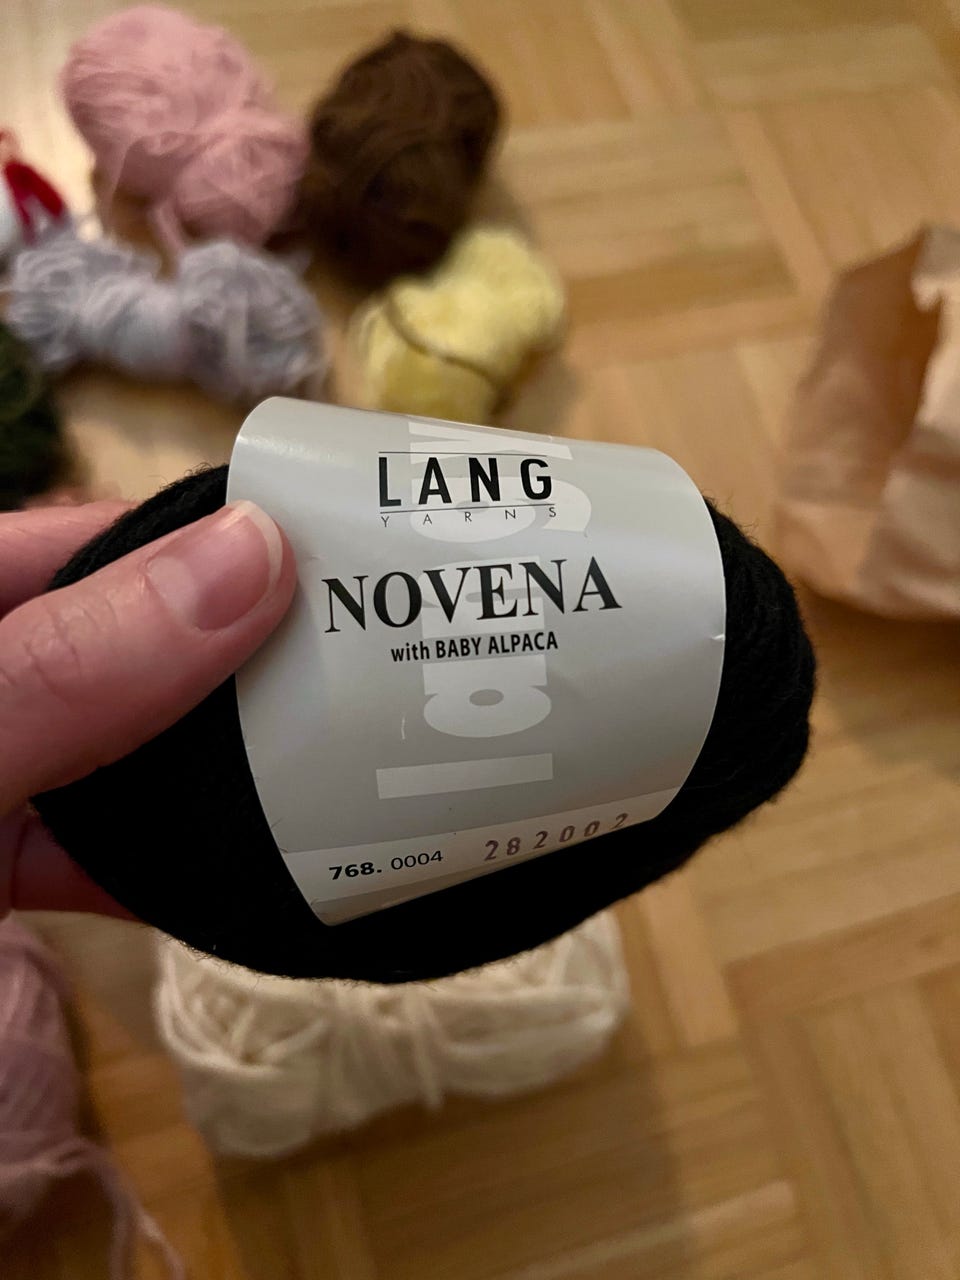 LANG
YARNS
NOVENA
with BABY ALPACA
768. 0004 282002